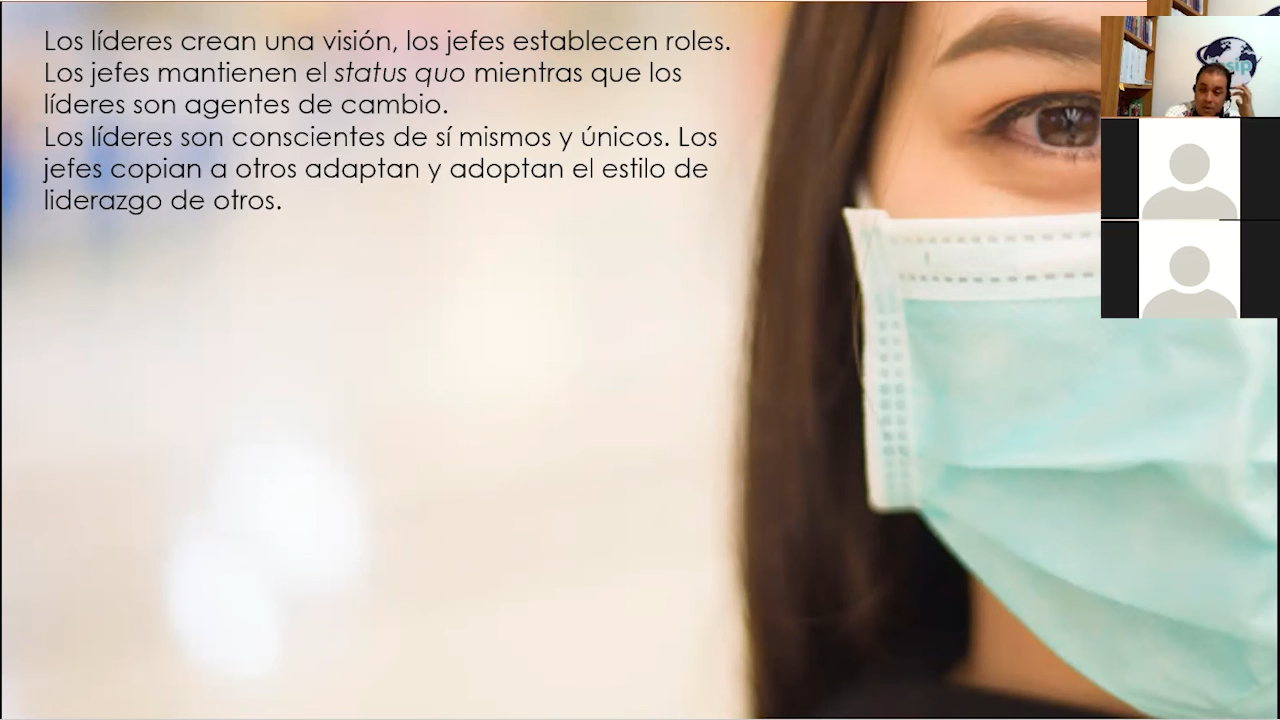 Los líderes crean una visión, los jefes establecen roles.
Los jefes mantienen el status quo mientras que los
líderes son agentes de cambio.
Los líderes son conscientes de sí mismos y únicos. Los
jefes copian a otros adaptan y adoptan el estilo de
liderazgo de otros.